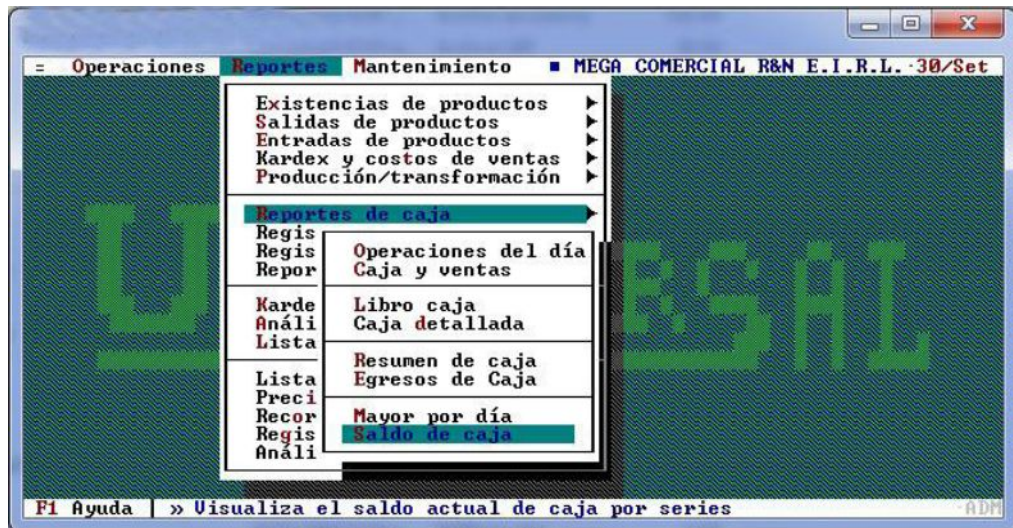 = Operaciones Reportes Mantenimiento ■ MEGA COMERCIAL R&N E.I.R.L.·30/Set
Existencias de productos
Salidas de productos
Entradas de productos
Kardex y costos de ventas
Producción/transformación
Reportes de caja
Regis
Regis
Repor
Karde
Análi
Lista
Lista
Preci
Recor
Regis
Análi
Operaciones del día
Caja y ventas
Libro caja
Caja detallada
Resumen de caja
Egresos de Caja
Mayor por día
Saldo de caja
F1 Ayuda | » Visualiza el saldo actual de caja por series ·ADM